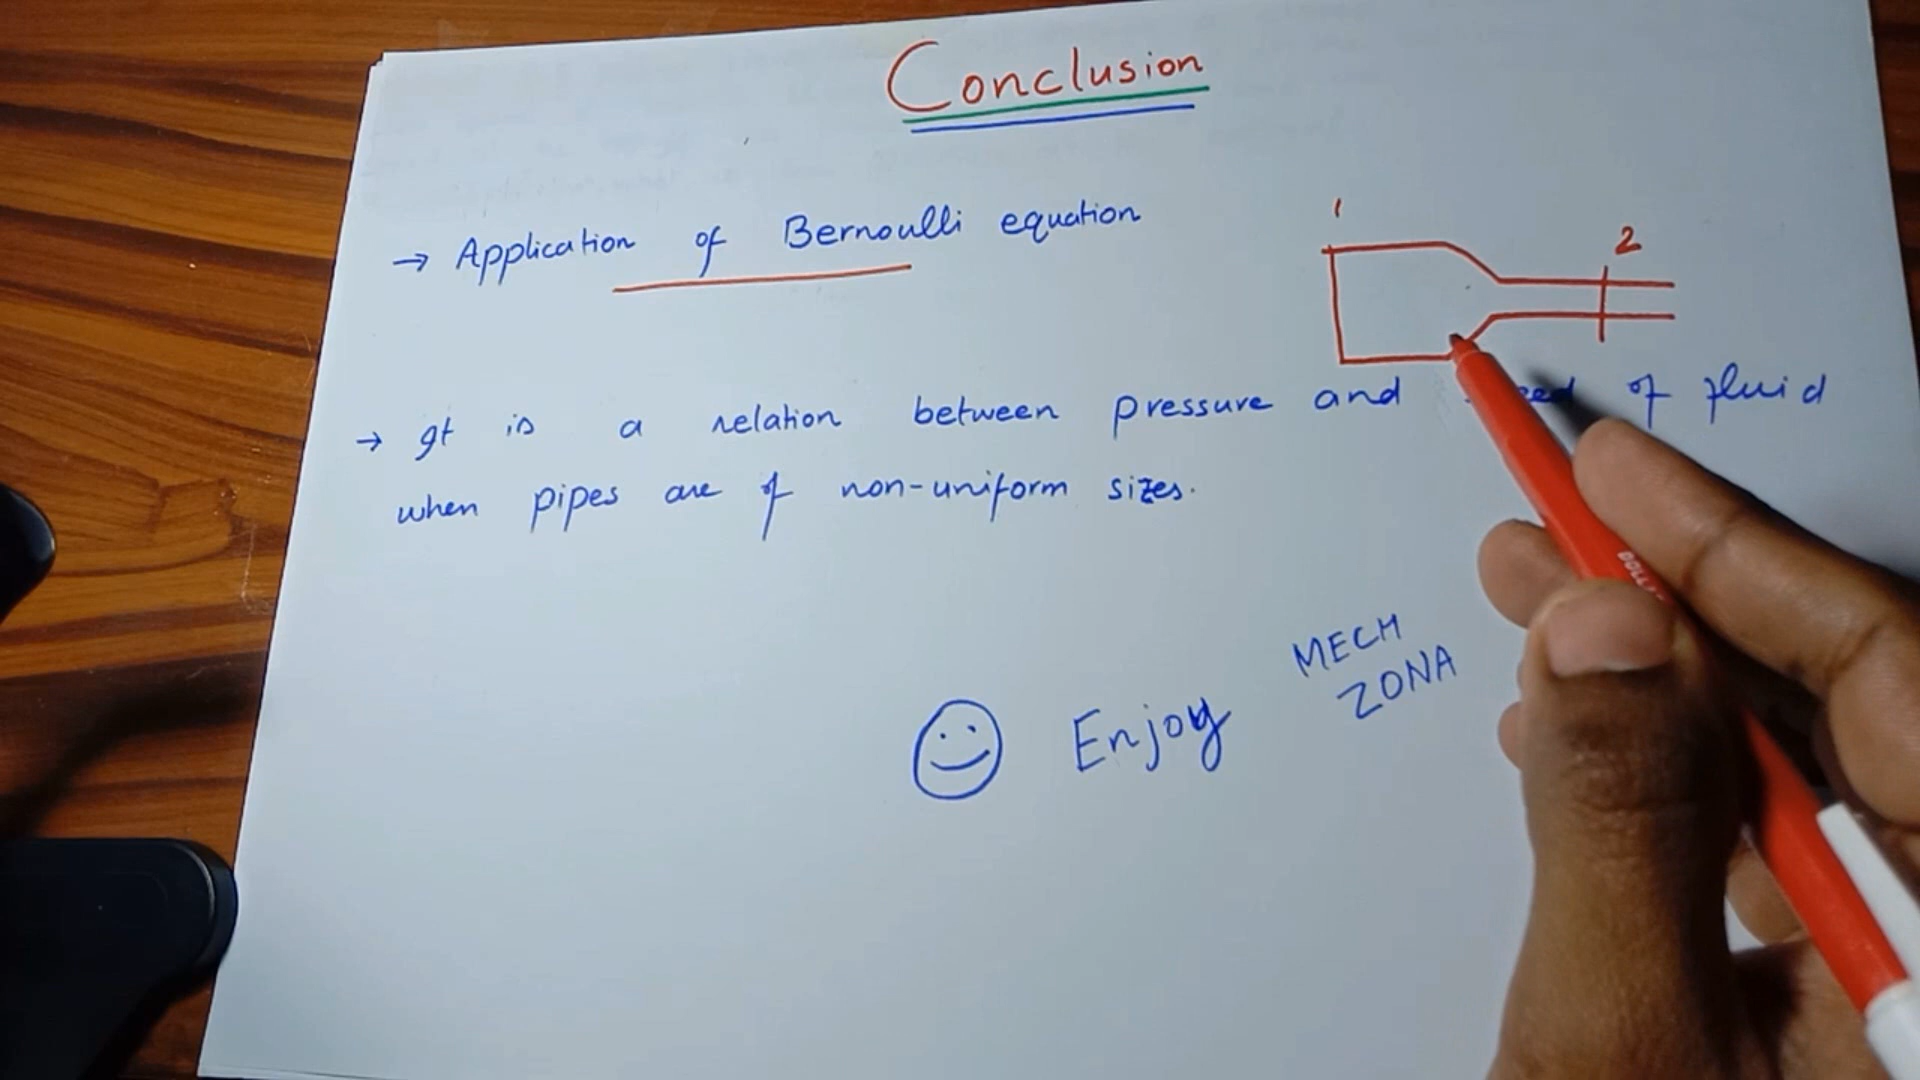 Conclusion
→ Application of Bernoulli equation
1
2
→ It is a relation between pressure and of fluid
when pipes are of non-uniform sizes.
MECH
ZONA
Enjoy